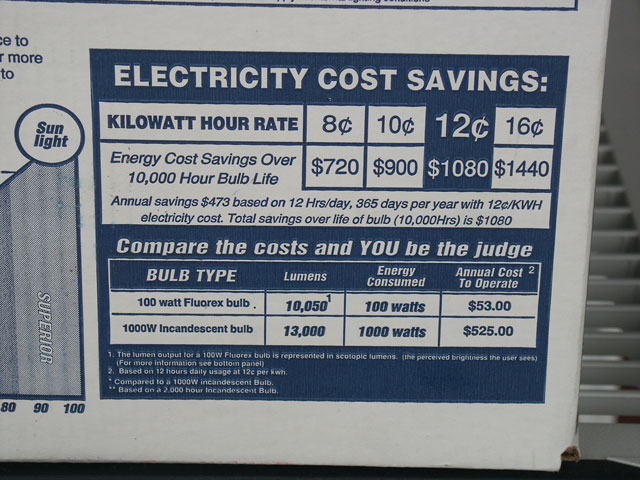 ce to
r more
to
Sun
light
SUPERIOR
80 90 100
ELECTRICITY COST SAVINGS:
KILOWATT HOUR RATE 8¢ 10¢ 12¢ 16¢
Energy Cost Savings Over
10,000 Hour Bulb Life
$720 $900 $1080 $1440
Annual savings $473 based on 12 Hrs/day, 365 days per year with 12¢/KWH
electricity cost. Total savings over life of bulb (10,000Hrs) is $1080
Compare the costs and YOU be the judge
BULB TYPE Lumens Energy Consumed Annual Cost 2 To Operate
100 watt Fluorex bulb . 10,050 1 100 watts $53.00
1000W Incandescent bulb 13,000 1000 watts $525.00
1. The lumen output for a 100W Fluorex bulb is represented in scotopic lumens. (the perceived brightness the user sees)
(For more information see bottom panel)
2. Based on 12 hours daily usage at 12c per kwh.
* Compared to a 1000W incandescent Bulb.
** Based on a 2,000 hour Incandescent Bulb.